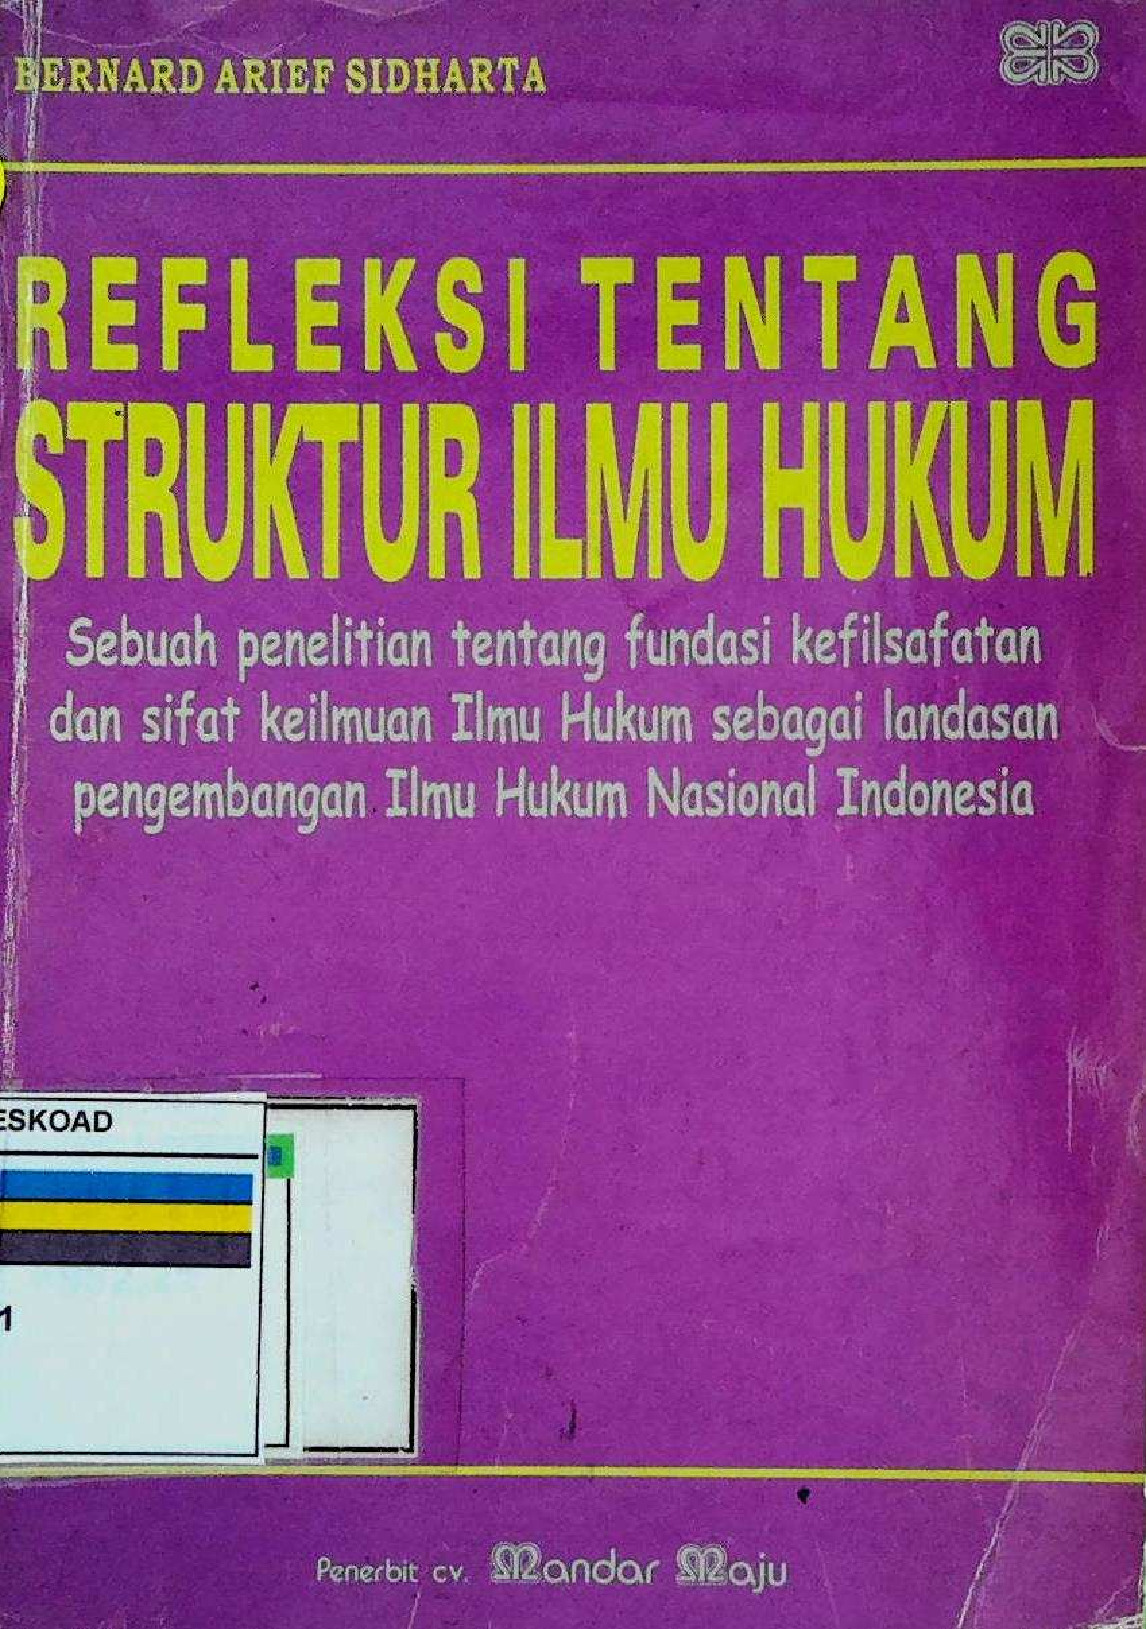 BERNARD ARIEF SIDHARTA
REFLEKSI TENTANG
STRUKTUR ILMU HUKUM
Sebuah penelitian tentang fundasi kefilsafatan
dan sifat keilmuan Ilmu Hukum sebagai landasan
pengembangan Ilmu Hukum Nasional Indonesia
ESKOAD
1
Penerbit cv. Mandar Maju